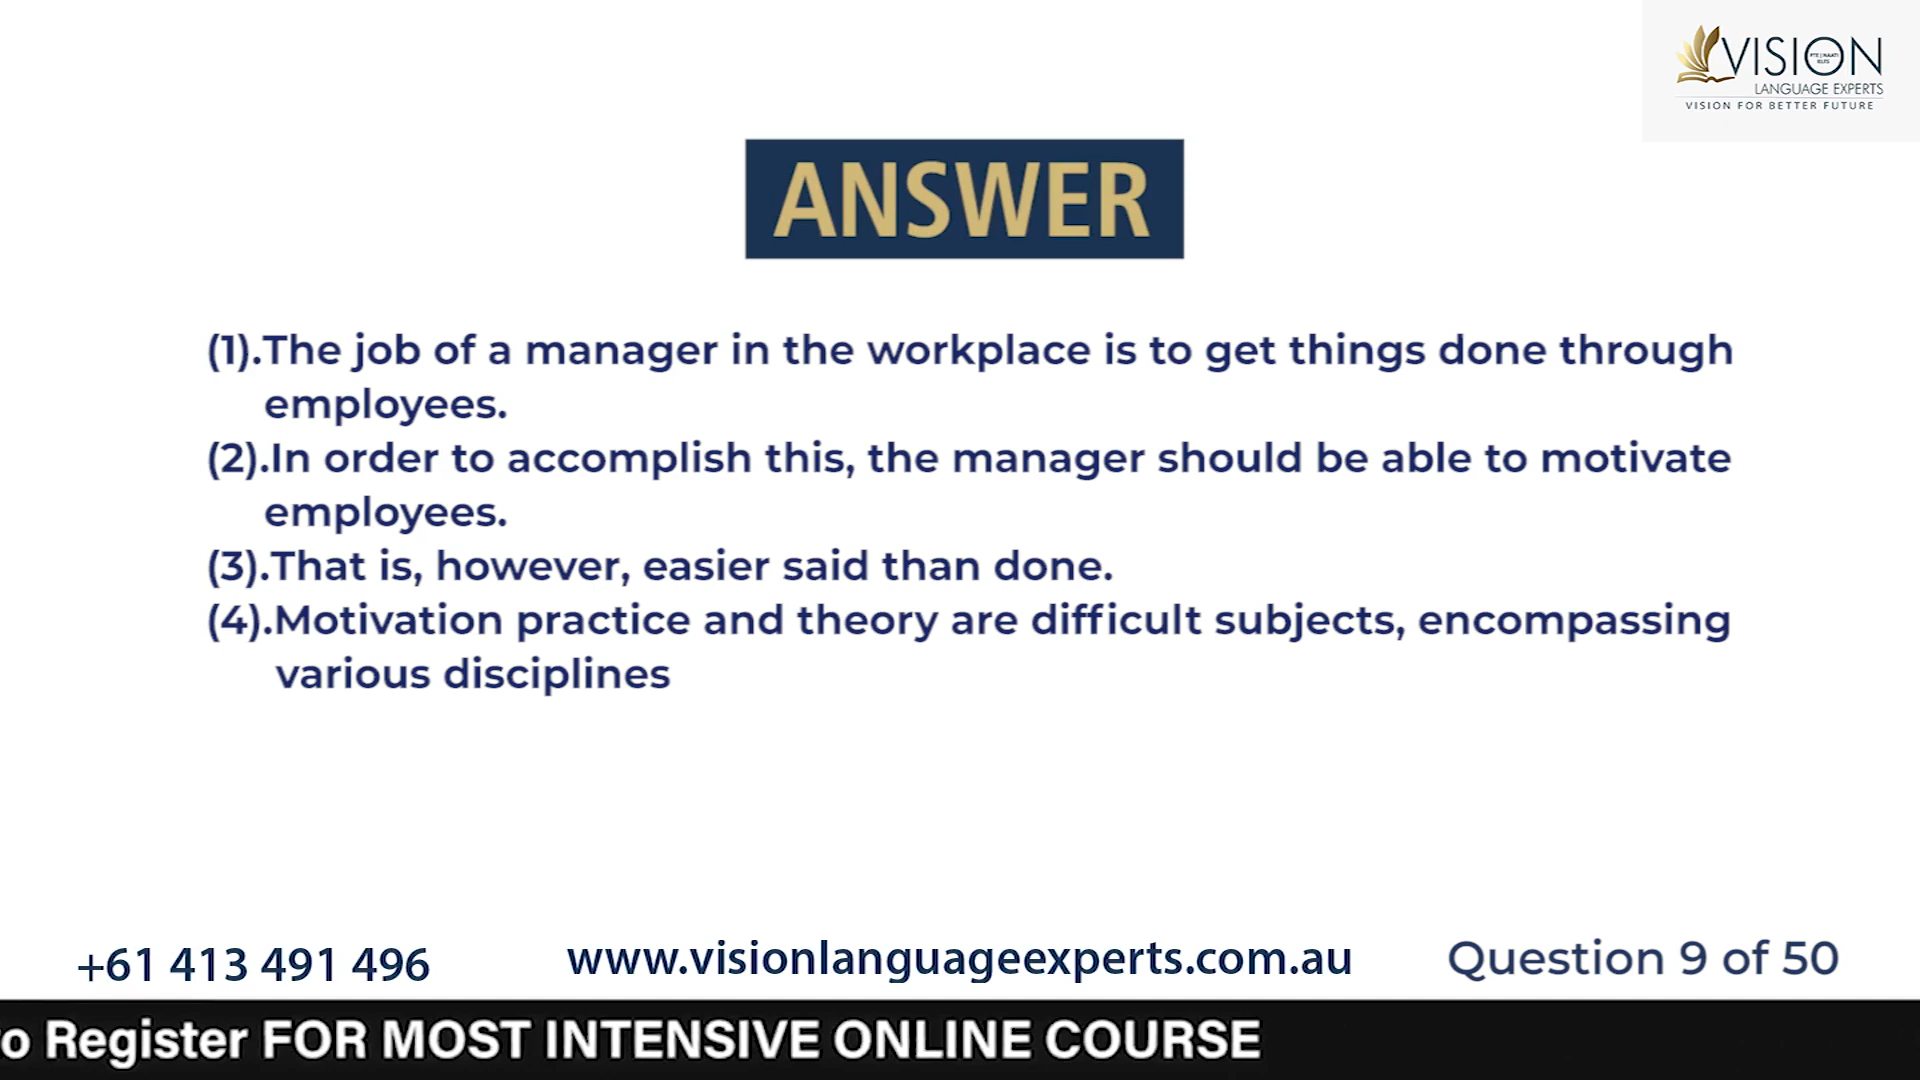 VISION
LANGUAGE EXPERTS
VISION FOR BETTER FUTURE
ANSWER
(1).The job of a manager in the workplace is to get things done through
employees.
(2).In order to accomplish this, the manager should be able to motivate
employees.
(3).That is, however, easier said than done.
(4).Motivation practice and theory are difficult subjects, encompassing
various disciplines
+61 413 491 496
www.visionlanguageexperts.com.au
Question 9 of 50
o Register FOR MOST INTENSIVE ONLINE COURSE